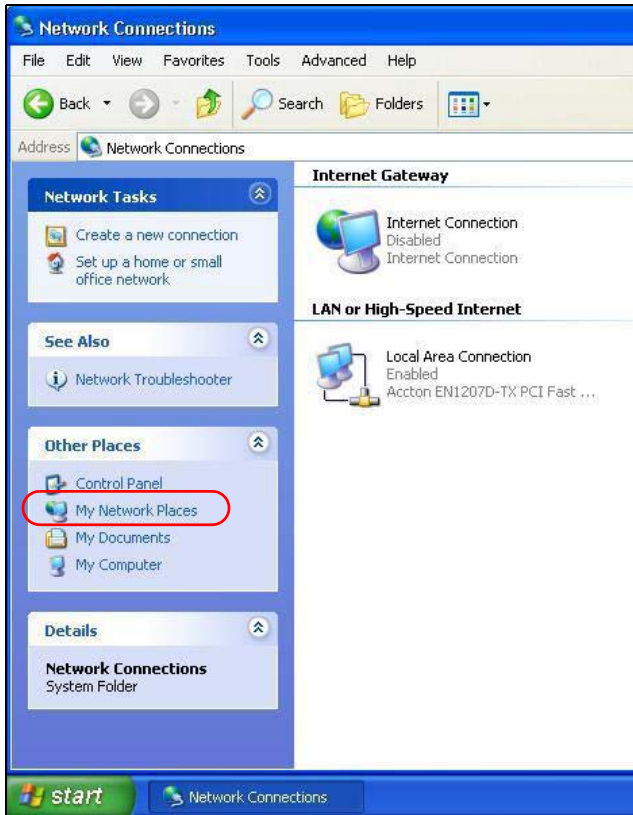 Network Connections
File Edit View Favorites Tools Advanced Help
Back Search Folders
Address Network Connections
Network Tasks
Create a new connection
Set up a home or small
office network
See Also
Network Troubleshooter
Other Places
Control Panel
My Network Places
My Documents
My Computer
Details
Network Connections
System Folder
Internet Gateway
Internet Connection
Disabled
Internet Connection
LAN or High-Speed Internet
Local Area Connection
Enabled
Accton EN1207D-TX PCI Fast ...
start Network Connections